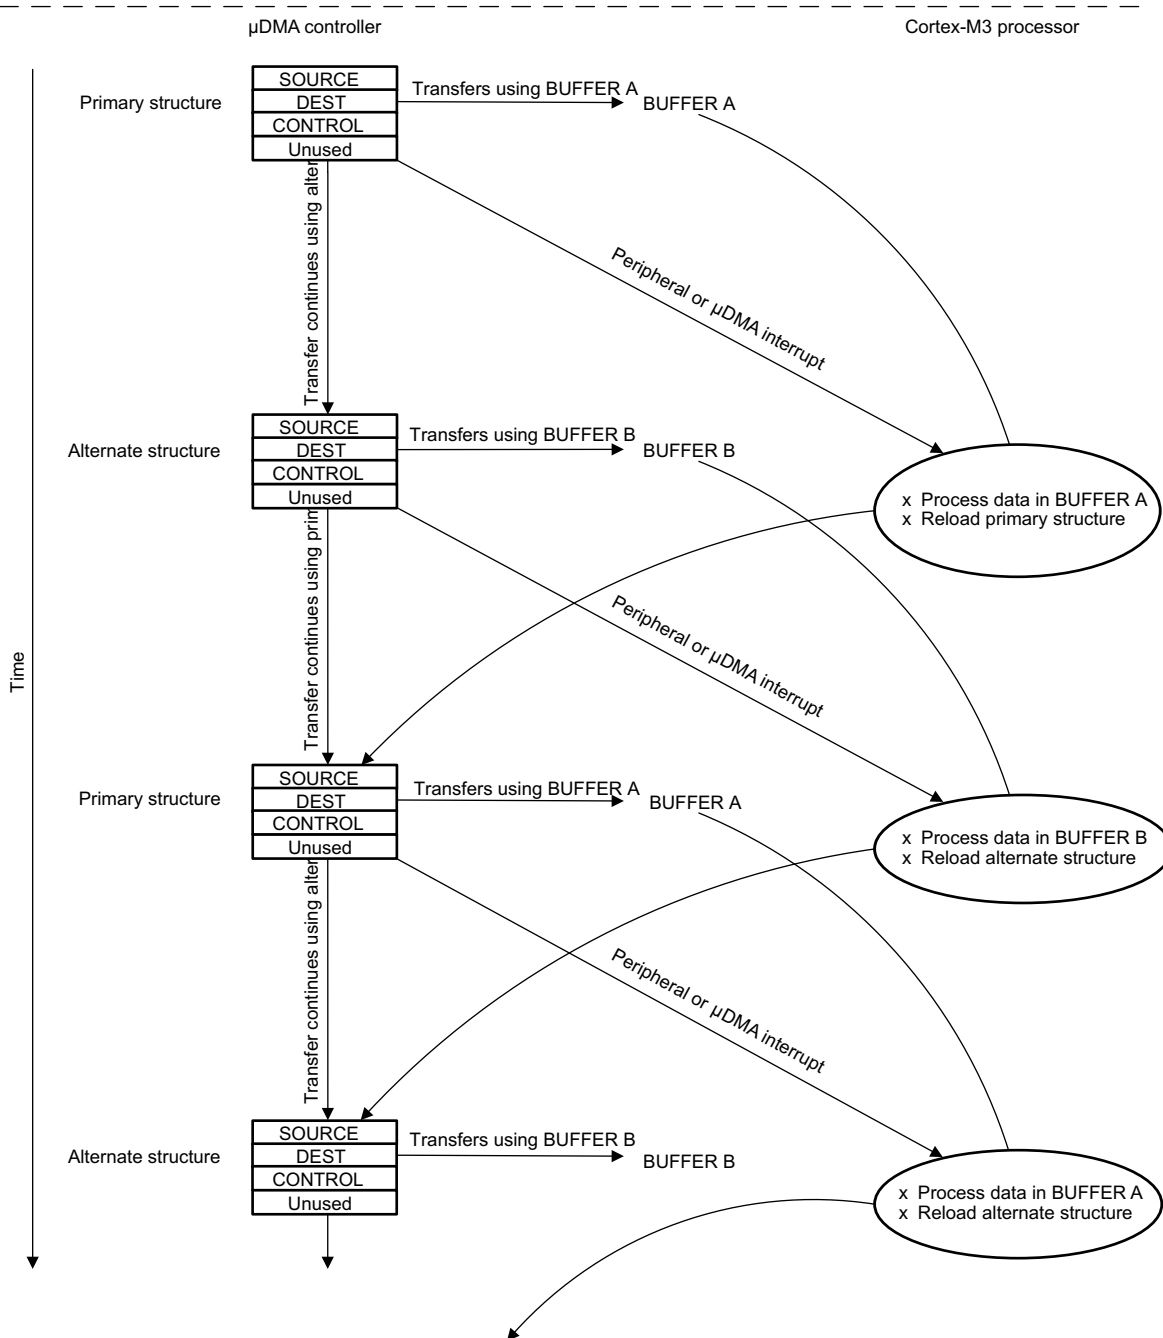 µDMA controller
Cortex-M3 processor
SOURCE
Transfers using BUFFER A
Primary structure
DEST
BUFFER A
CONTROL
Unused
Transfer continues using alter
Peripheral or µDMA interrupt
SOURCE
Transfers using BUFFER B
Alternate structure
DEST
BUFFER B
CONTROL
Unused
x Process data in BUFFER A
x Reload primary structure
Transfer continues using prim
Peripheral or µDMA interrupt
Time
SOURCE
Transfers using BUFFER A
Primary structure
DEST
BUFFER A
CONTROL
Unused
x Process data in BUFFER B
x Reload alternate structure
Transfer continues using alter
Peripheral or µDMA interrupt
SOURCE
Transfers using BUFFER B
Alternate structure
DEST
BUFFER B
CONTROL
Unused
x Process data in BUFFER A
x Reload alternate structure